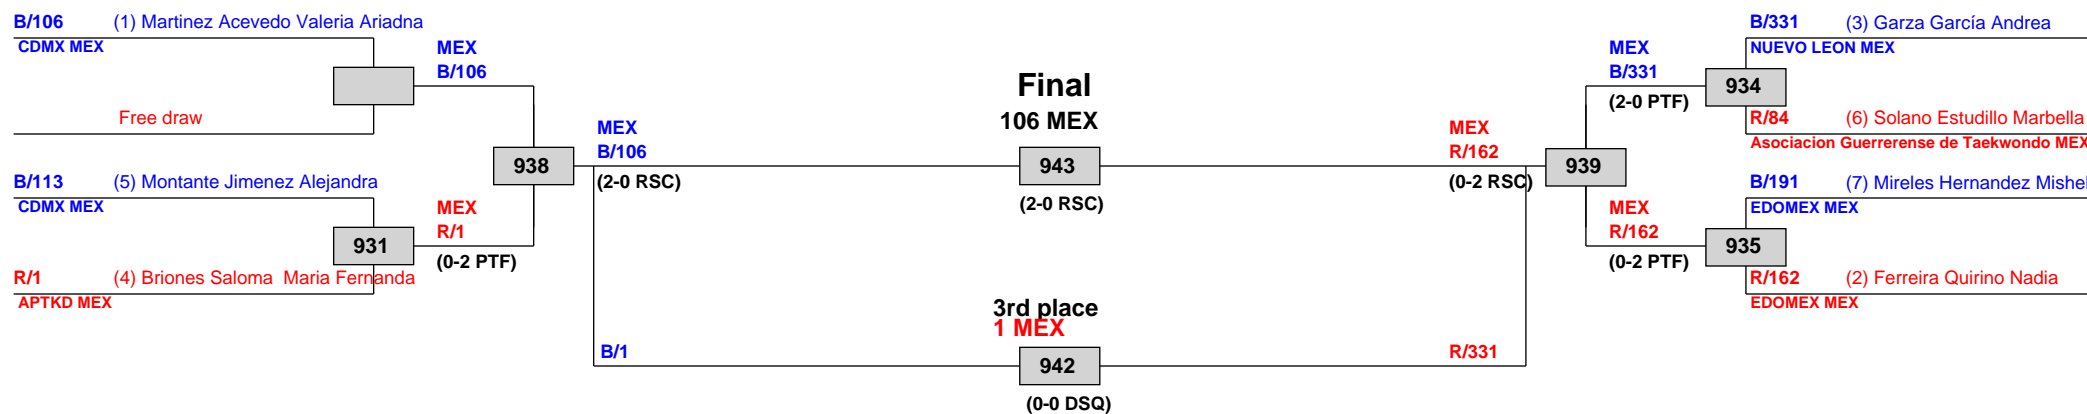 B/106 (1) Martinez Acevedo Valeria Ariadna
CDMX MEX
Free draw
MEX
B/106
B/113 (5) Montante Jimenez Alejandra
CDMX MEX
931
R/1 (4) Briones Saloma  Maria Fernanda
APTKD MEX
MEX
R/1
(0-2 PTF)
938
MEX
B/106
(2-0 RSC)
Final
106 MEX
943
(2-0 RSC)
3rd place
1 MEX
B/1
942
R/331
(0-0 DSQ)
MEX
R/162
(0-2 RSC)
939
MEX
B/331
(2-0 PTF)
934
B/331 (3) Garza García Andrea
NUEVO LEON MEX
R/84 (6) Solano Estudillo Marbella
Asociacion Guerrerense de Taekwondo MEX
MEX
R/162
(0-2 PTF)
935
B/191 (7) Mireles Hernandez Mishel
EDOMEX MEX
R/162 (2) Ferreira Quirino Nadia
EDOMEX MEX